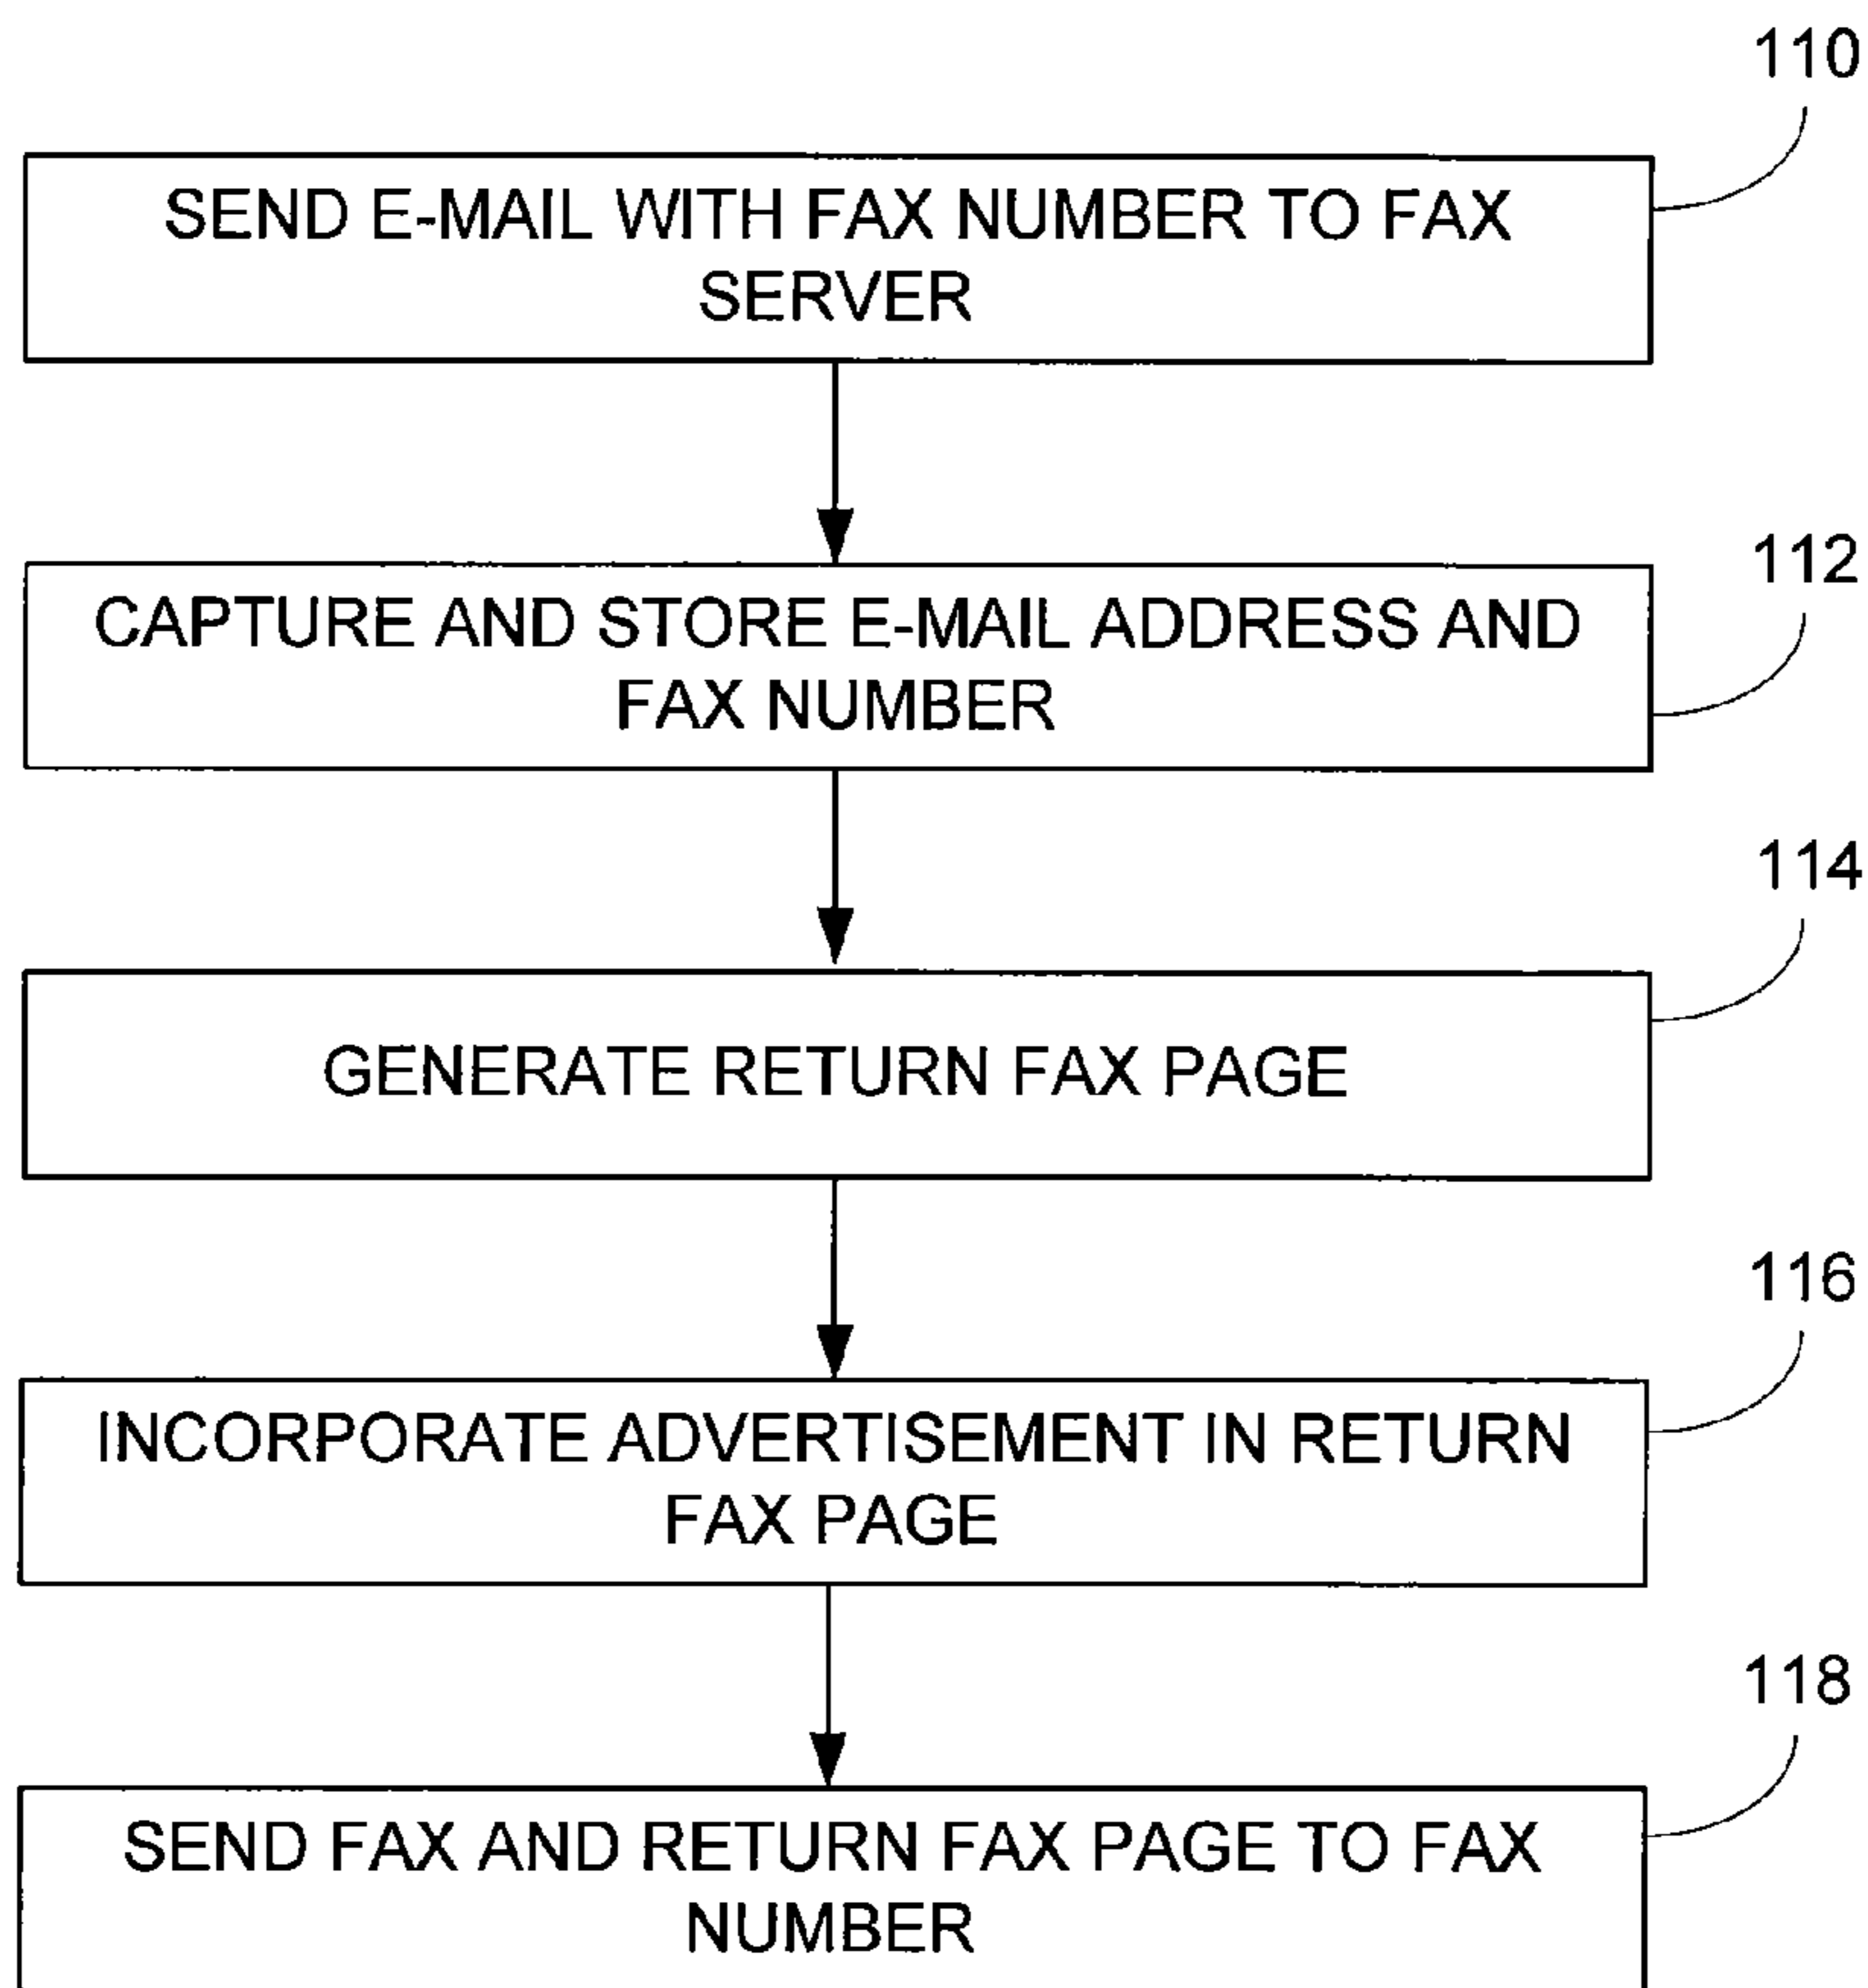 110
SEND E-MAIL WITH FAX NUMBER TO FAX
SERVER
112
CAPTURE AND STORE E-MAIL ADDRESS AND
FAX NUMBER
114
GENERATE RETURN FAX PAGE
116
INCORPORATE ADVERTISEMENT IN RETURN
FAX PAGE
118
SEND FAX AND RETURN FAX PAGE TO FAX
NUMBER